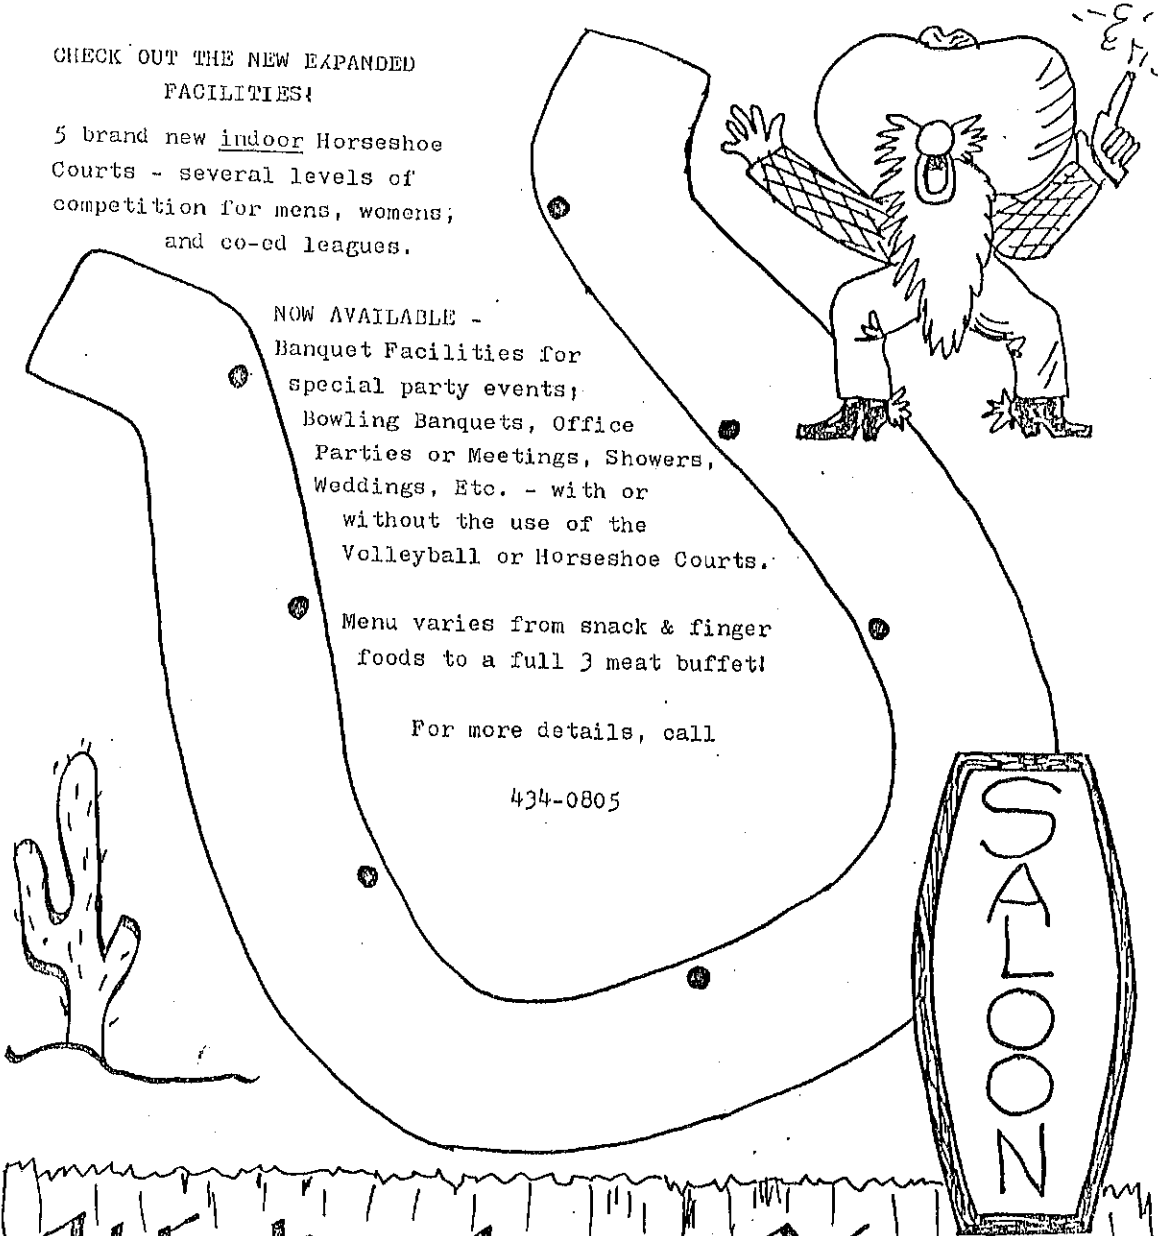 CHECK OUT THE NEW EXPANDED
FACILITIES!
5 brand new indoor Horseshoe
Courts - several levels of
competition for mens, womens,
and co-ed leagues.
NOW AVAILABLE -
Banquet Facilities for
special party events;
Bowling Banquets, Office
Parties or Meetings, Showers,
Weddings, Etc. - with or
without the use of the
Volleyball or Horseshoe Courts.
Menu varies from snack & finger
foods to a full 3 meat buffet!
For more details, call
434-0805
SALOON